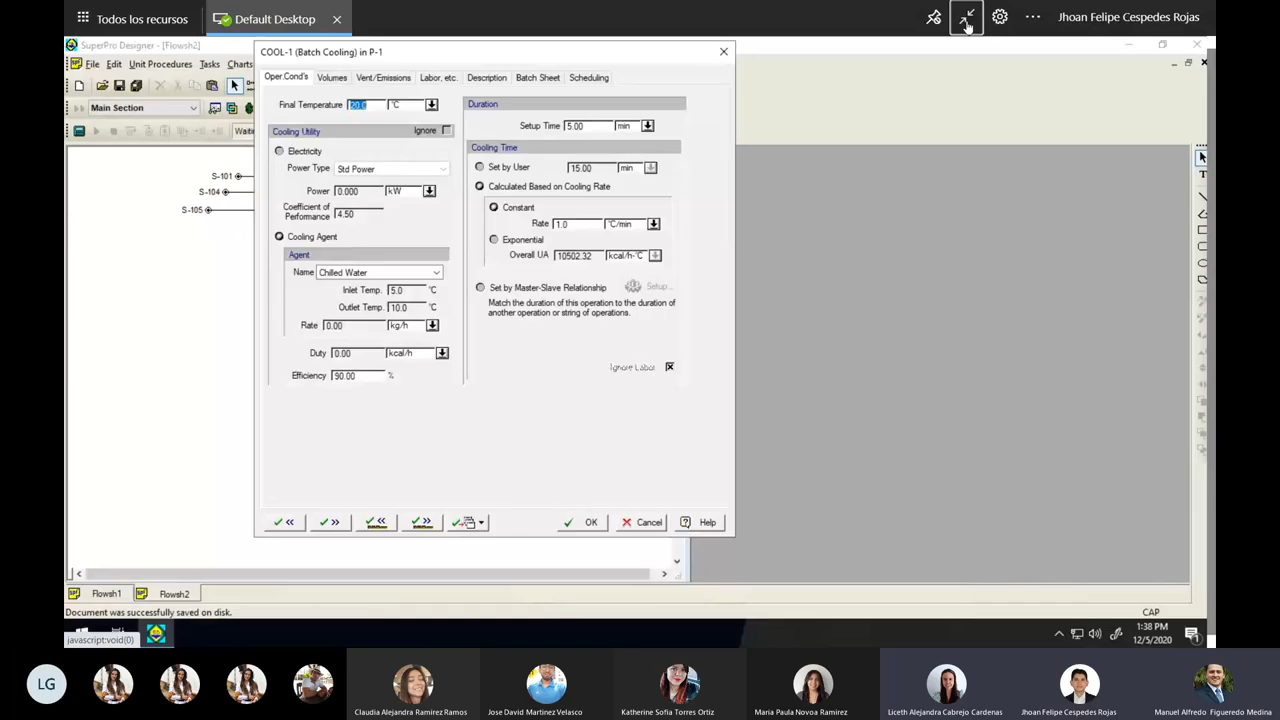 Todos los recursos
Default Desktop
Jhoan Felipe Cespedes Rojas
SuperPro Designer - [Flowsh2]
File Edit Unit Procedures Tasks Charts
Main Section
S-101
S-104
S-105
COOL-1 (Batch Cooling) in P-1
Oper.Cond's Volumes Vent/Emissions Labor, etc. Description Batch Sheet Scheduling
Final Temperature 20.0 °C
Cooling Utility Ignore
Electricity
Power Type Std Power
Power 0.000 kW
Coefficient of
Performance 4.50
Cooling Agent
Agent
Name Chilled Water
Inlet Temp. 5.0 °C
Outlet Temp. 10.0 °C
Rate 0.00 kg/h
Duty 0.00 kcal/h
Efficiency 90.00 %
Duration
Setup Time 5.00 min
Cooling Time
Set by User 15.00 min
Calculated Based on Cooling Rate
Constant
Rate 1.0 °C/min
Exponential
Overall UA 10502.32 kcal/h-°C
Set by Master-Slave Relationship Setup...
Match the duration of this operation to the duration of
another operation or string of operations.
Ignore Labor
OK Cancel Help
Flowsh1 Flowsh2
Document was successfully saved on disk.
CAP
javascript:void(0)
1:38 PM
12/5/2020
LG
Claudia Alejandra Ramirez Ramos
Jose David Martinez Velasco
Katherine Sofia Torres Ortiz
Maria Paula Novoa Ramirez
Liceth Alejandra Cabrejo Cardenas
Jhoan Felipe Cespedes Rojas
Manuel Alfredo Figueredo Medina